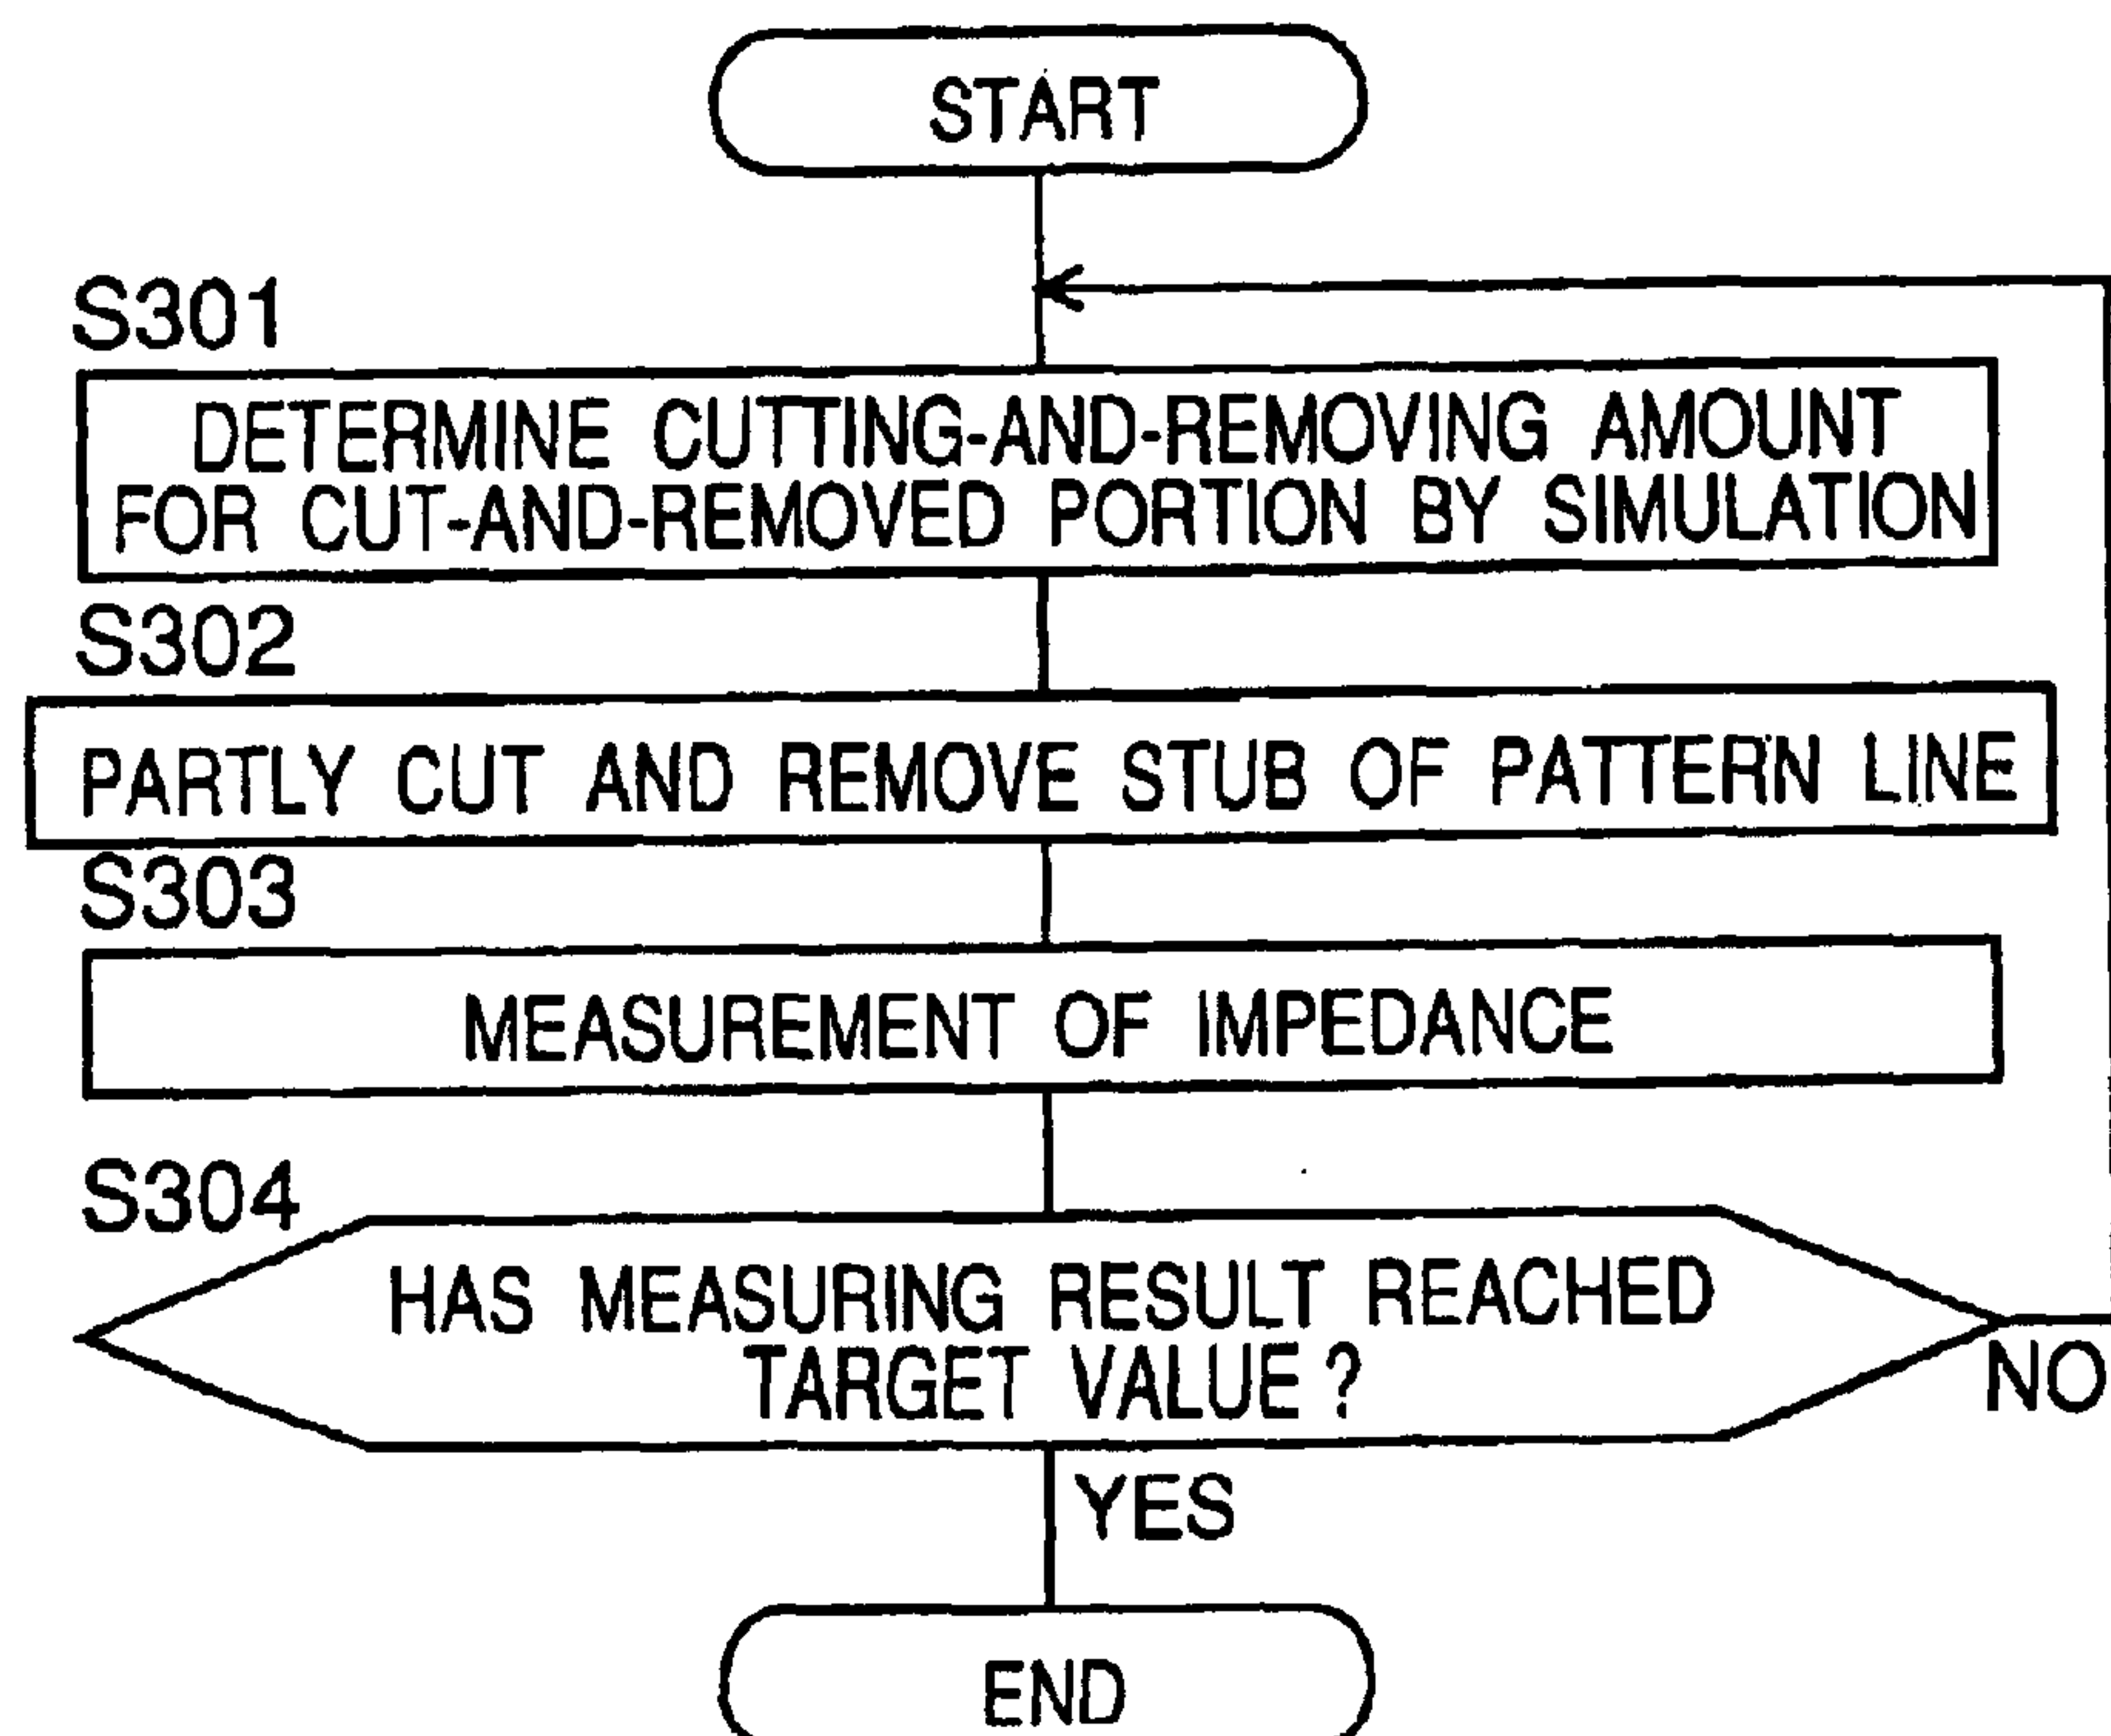 START
S301
DETERMINE CUTTING-AND-REMOVING AMOUNT
FOR CUT-AND-REMOVED PORTION BY SIMULATION
S302
PARTLY CUT AND REMOVE STUB OF PATTERN LINE
S303
MEASUREMENT OF IMPEDANCE
S304
HAS MEASURING RESULT REACHED
TARGET VALUE?
NO
YES
END